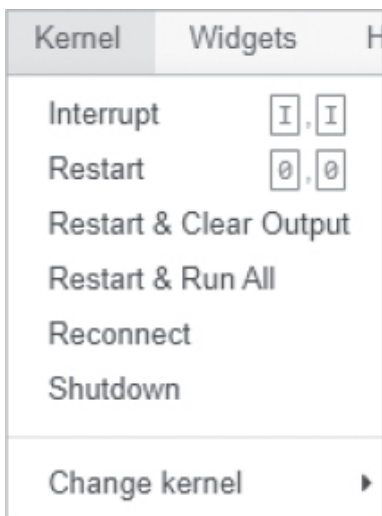 Kernel Widgets H
Interrupt I,I
Restart 0,0
Restart & Clear Output
Restart & Run All
Reconnect
Shutdown
Change kernel